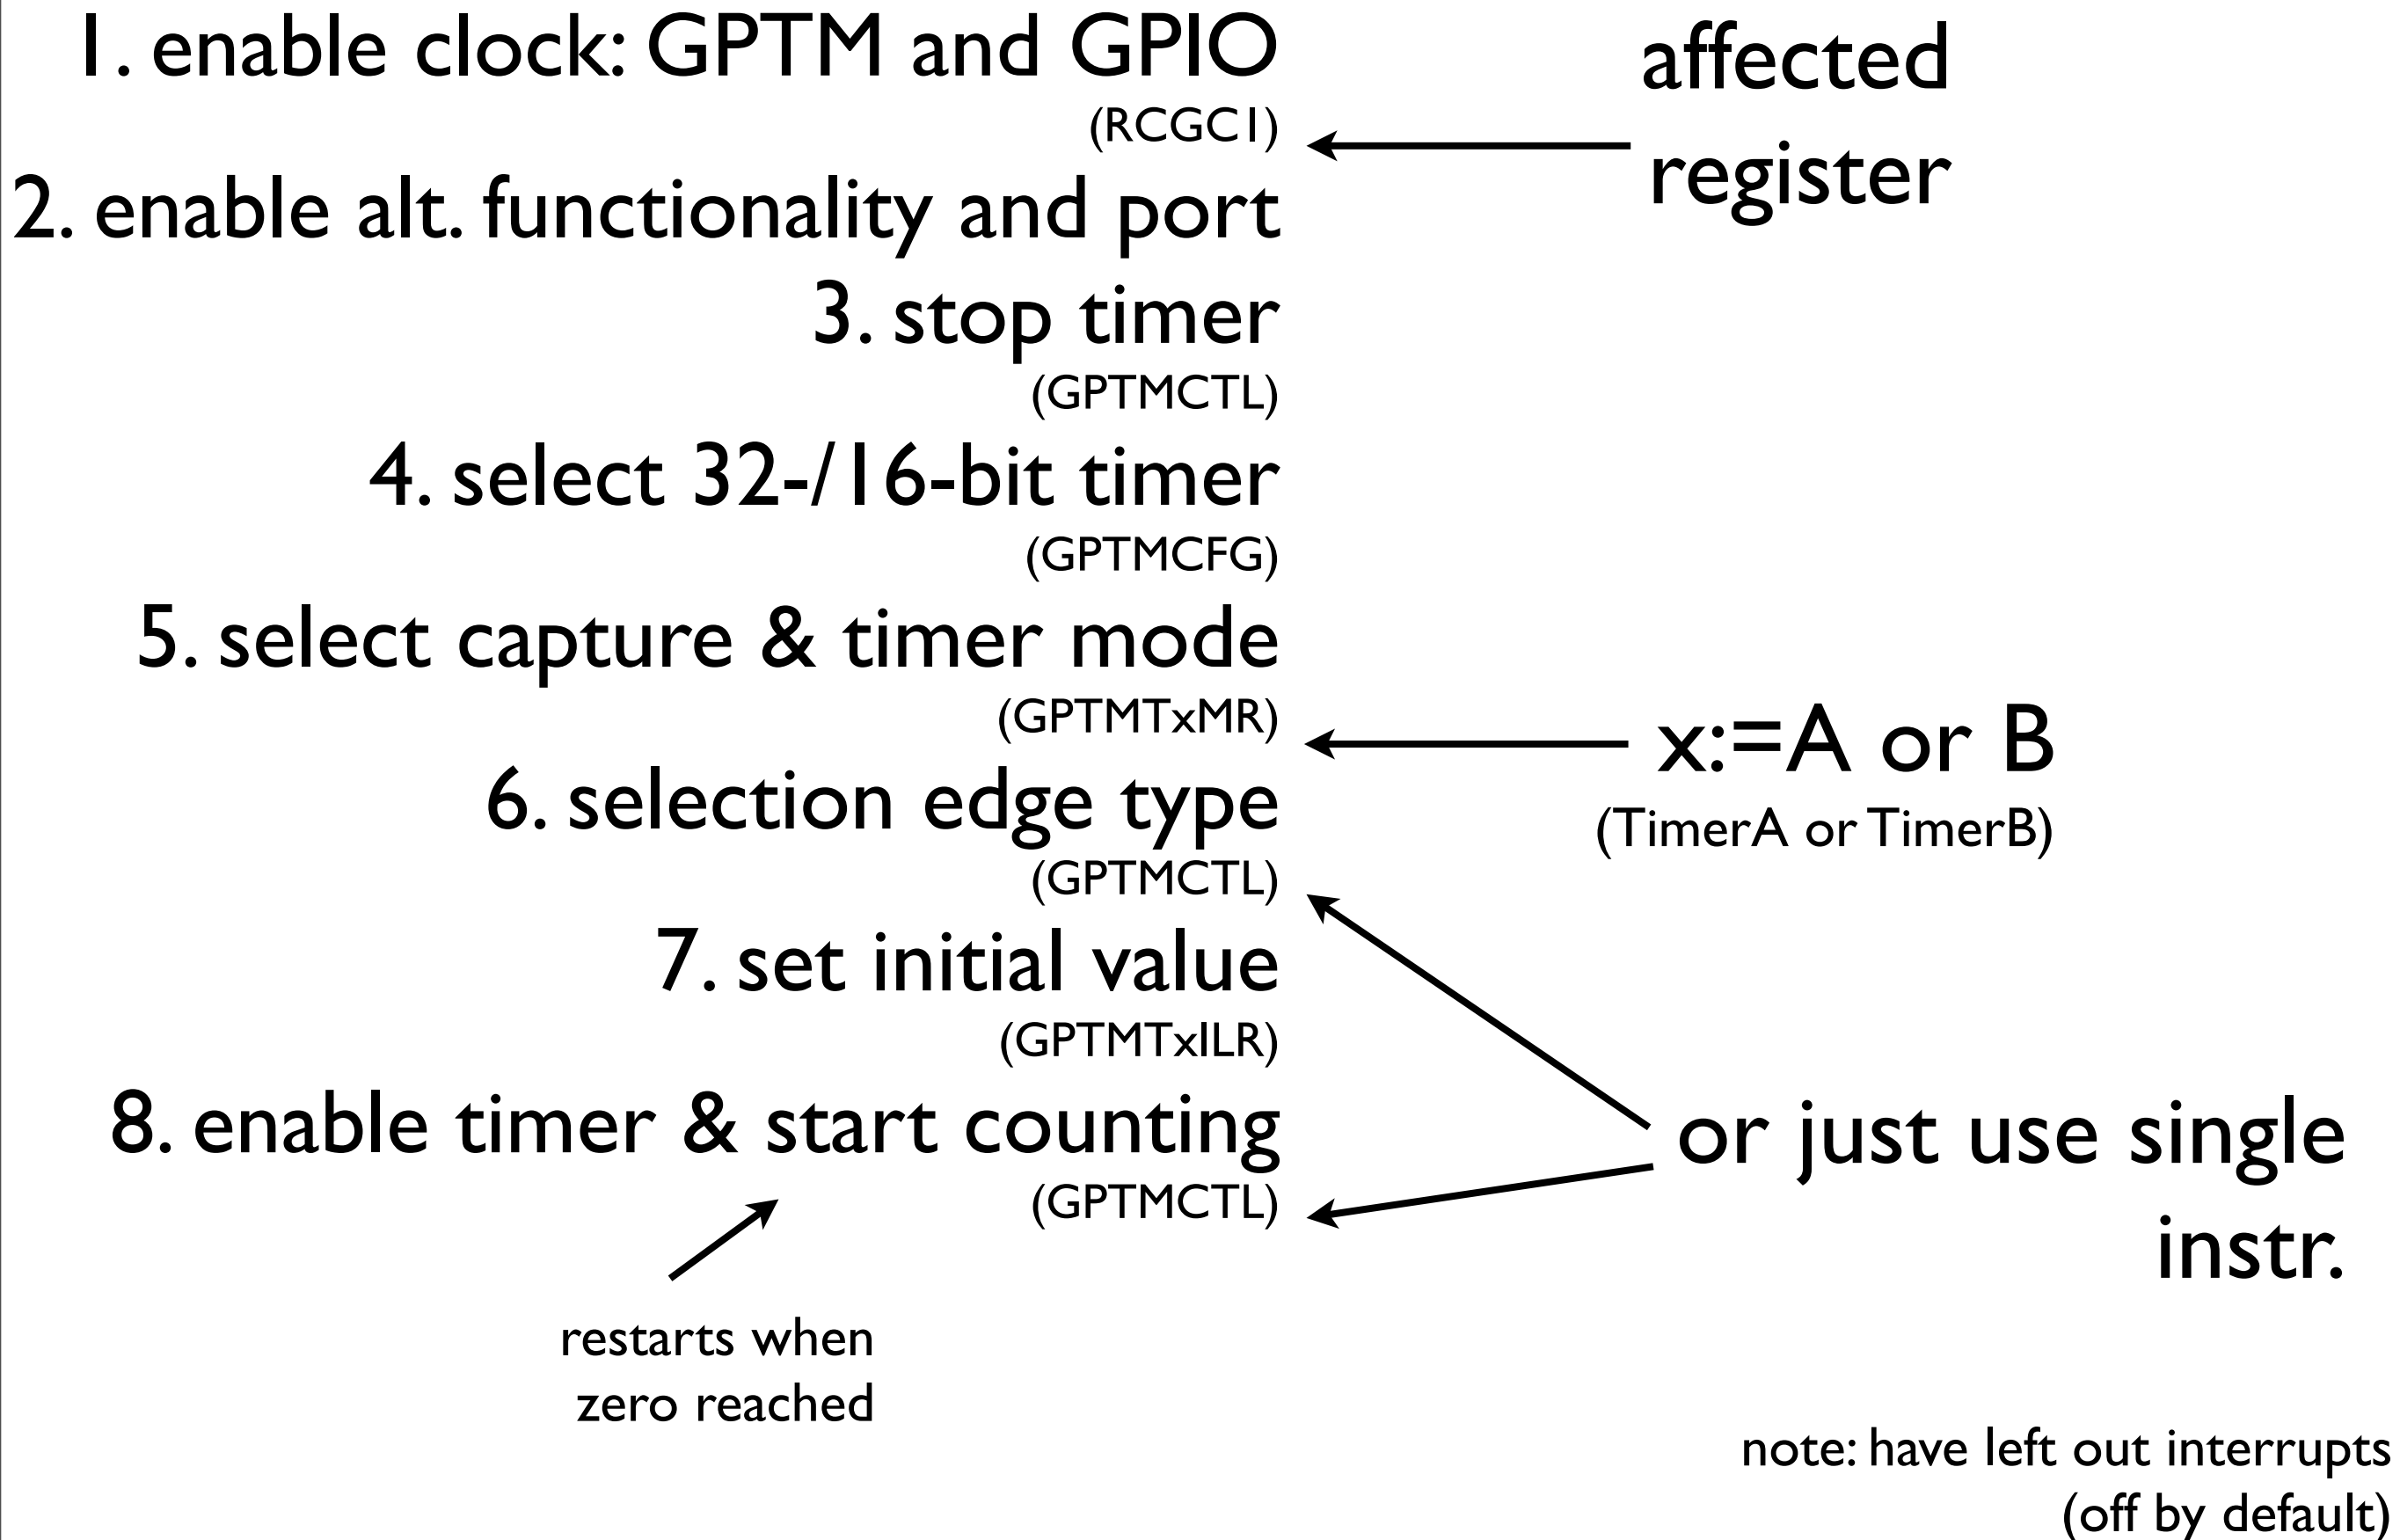 1. enable clock: GPTM and GPIO
(RCGC1)
2. enable alt. functionality and port
3. stop timer
(GPTMCTL)
4. select 32-/16-bit timer
(GPTMCFG)
5. select capture & timer mode
(GPTMTxMR)
6. selection edge type
(GPTMCTL)
7. set initial value
(GPTMTxILR)
8. enable timer & start counting
(GPTMCTL)
restarts when
zero reached
affected
register
x:=A or B
(TimerA or TimerB)
or just use single
instr.
note: have left out interrupts
(off by default)